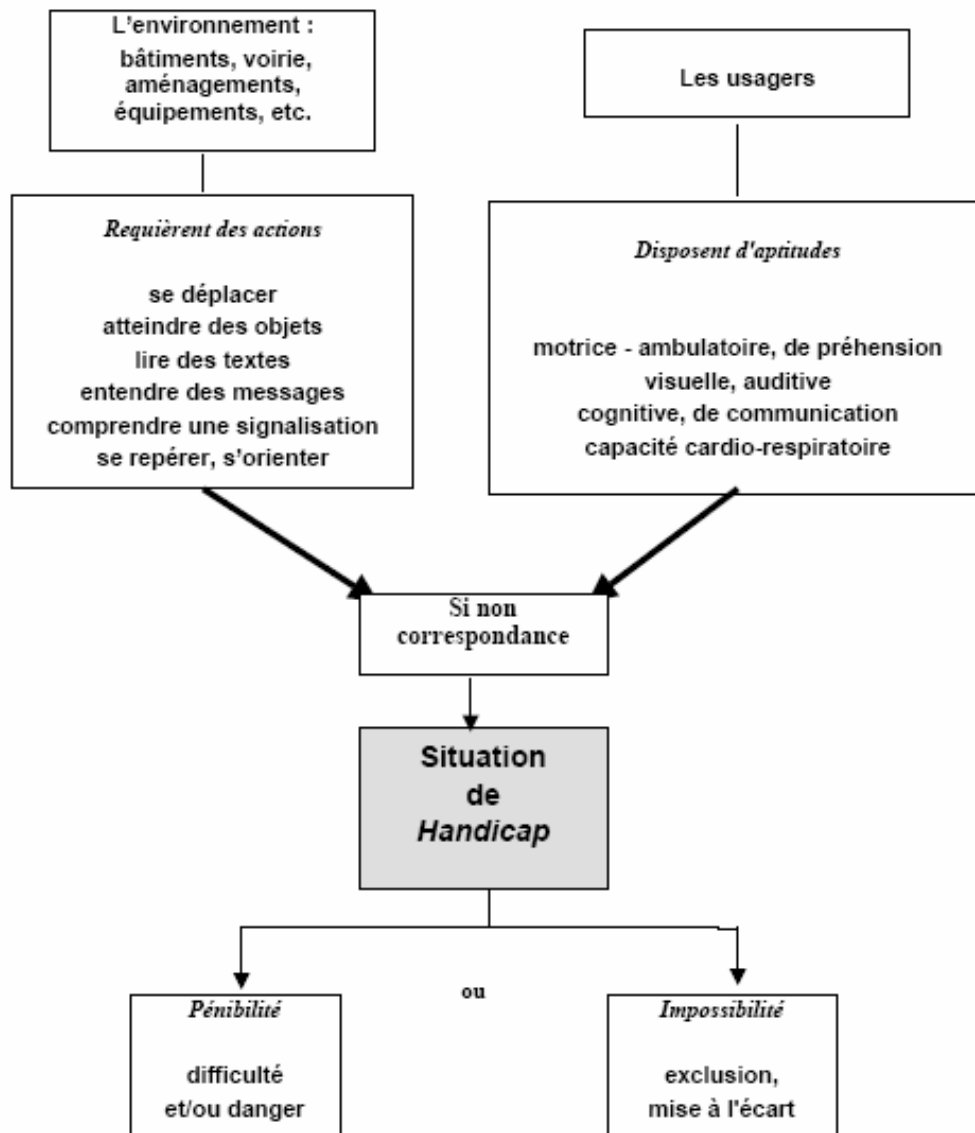 L'environnement :
bâtiments, voirie,
aménagements,
équipements, etc.
Les usagers
Requièrent des actions
se déplacer
atteindre des objets
lire des textes
entendre des messages
comprendre une signalisation
se repérer, s'orienter
Disposent d'aptitudes
motrice - ambulatoire, de préhension
visuelle, auditive
cognitive, de communication
capacité cardio-respiratoire
Si non
correspondance
Situation
de
Handicap
Pénibilité
difficulté
et/ou danger
ou
Impossibilité
exclusion,
mise à l'écart